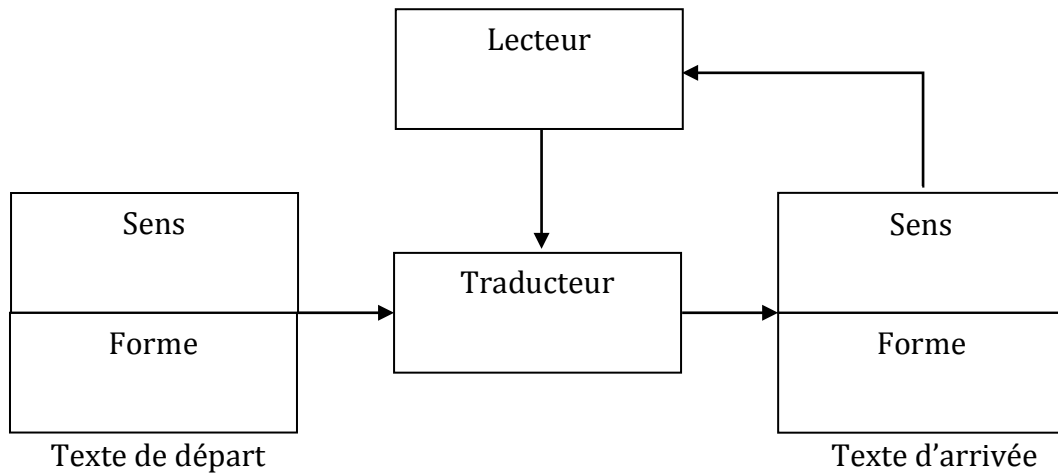 Lecteur
Sens
Traducteur
Sens
Forme
Forme
Texte de départ
Texte d’arrivée